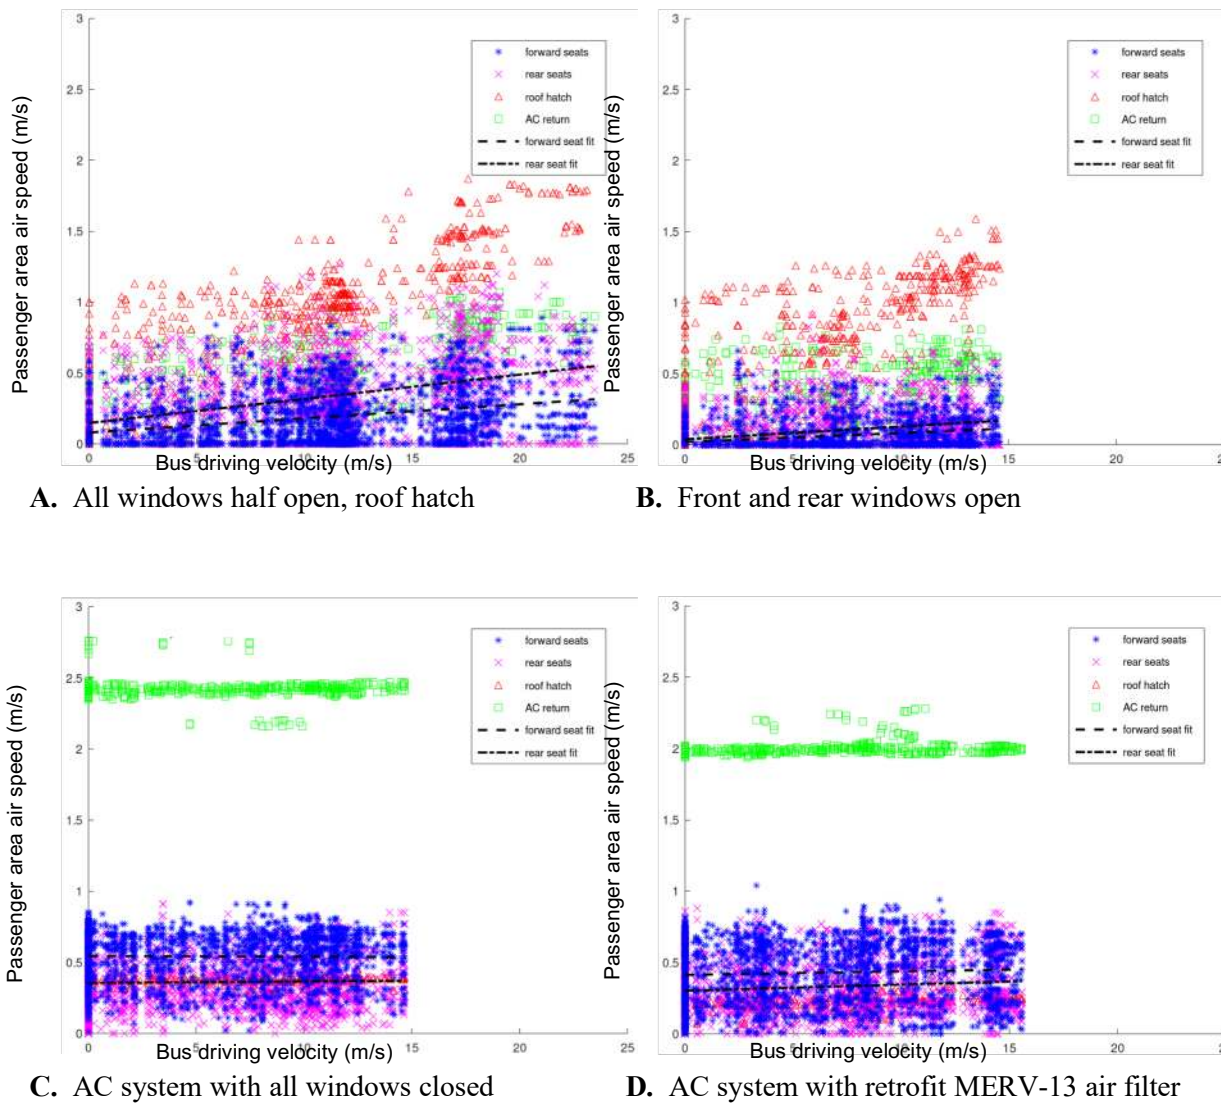 3
2.5
2
1.5
1
0.5
0
Passenger area air speed (m/s)
forward seats
rear seats
roof hatch
AC return
forward seat fit
rear seat fit
0 5 10 15 20 25
Bus driving velocity (m/s)
A. All windows half open, roof hatch
3
2.5
2
1.5
1
0.5
0
Passenger area air speed (m/s)
forward seats
rear seats
roof hatch
AC return
forward seat fit
rear seat fit
0 5 10 15 20 25
Bus driving velocity (m/s)
B. Front and rear windows open
3
2.5
2
1.5
1
0.5
0
Passenger area air speed (m/s)
forward seats
rear seats
roof hatch
AC return
forward seat fit
rear seat fit
0 5 10 15 20 25
Bus driving velocity (m/s)
C. AC system with all windows closed
3
2.5
2
1.5
1
0.5
0
Passenger area air speed (m/s)
forward seats
rear seats
roof hatch
AC return
forward seat fit
rear seat fit
0 5 10 15 20 25
Bus driving velocity (m/s)
D. AC system with retrofit MERV-13 air filter